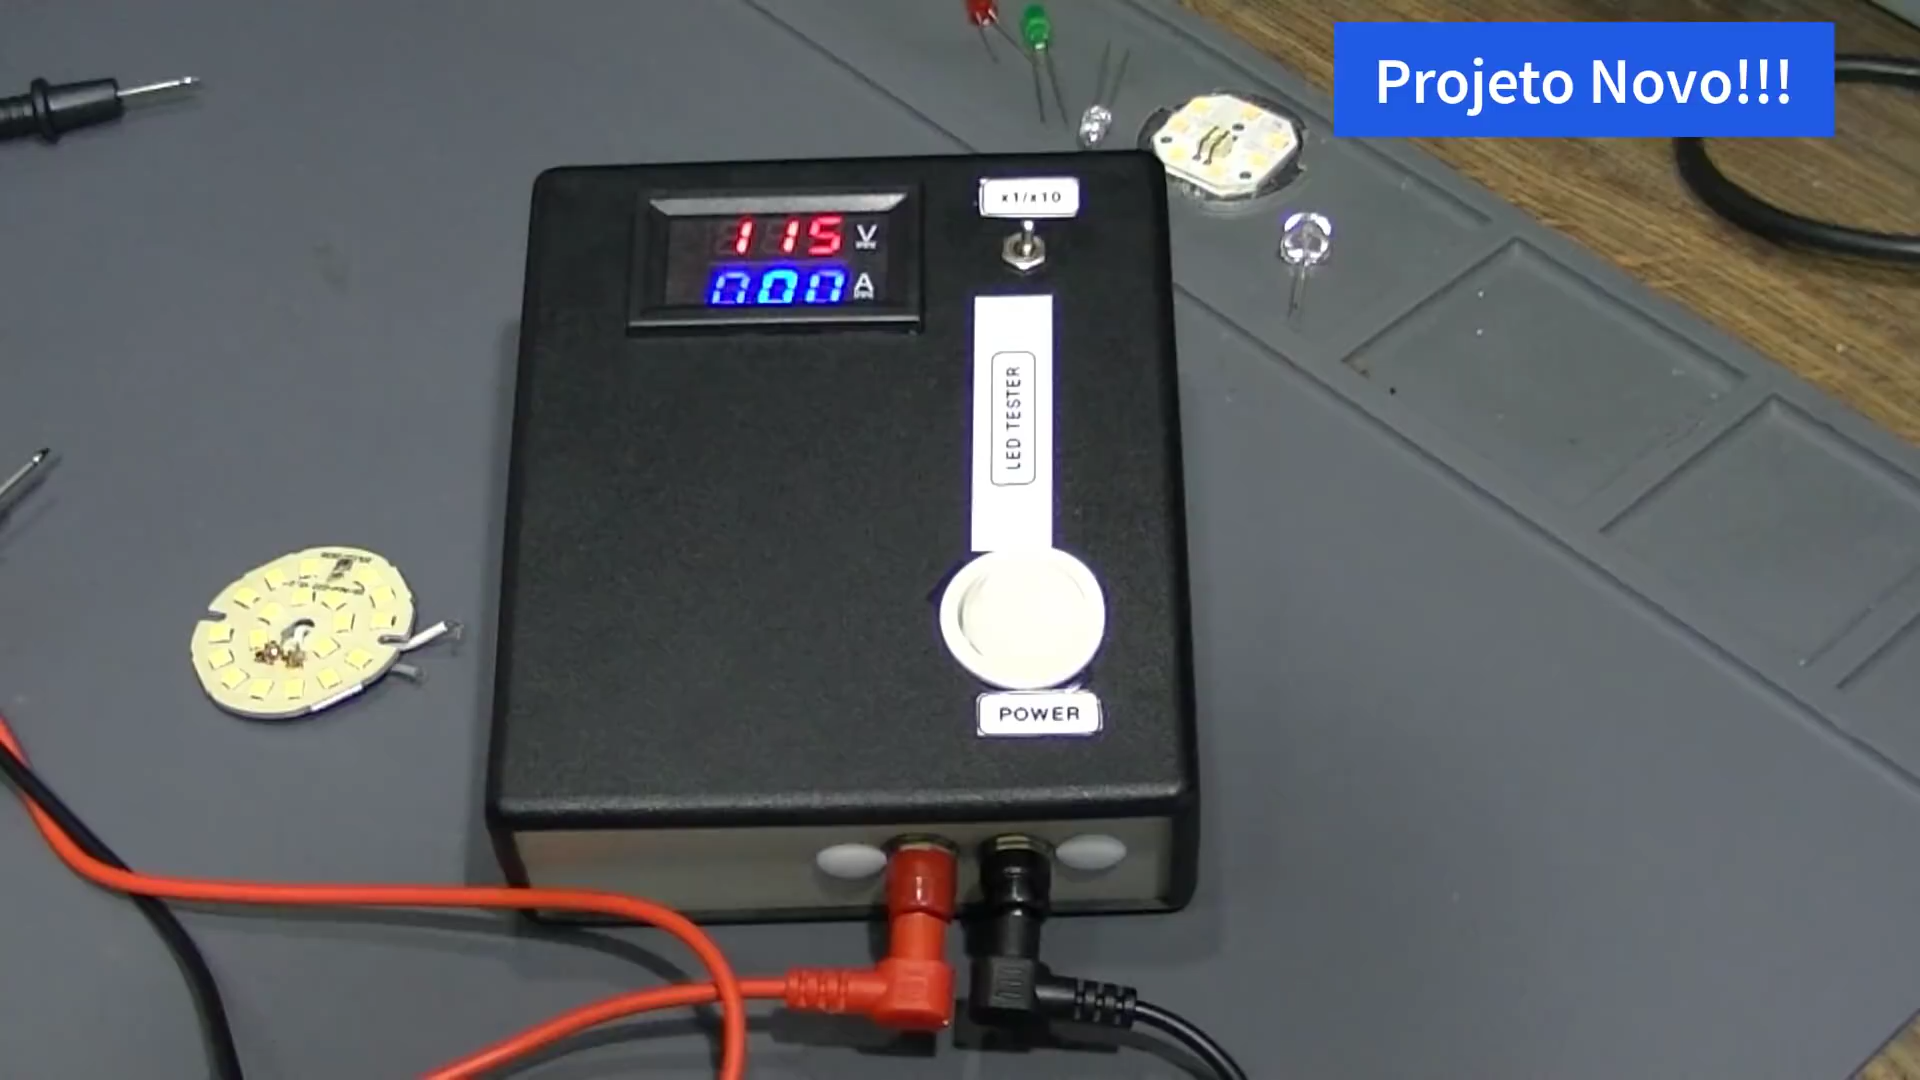 Projeto Novo!!!
x1/x10
115 V
0.00 A
LED TESTER
POWER